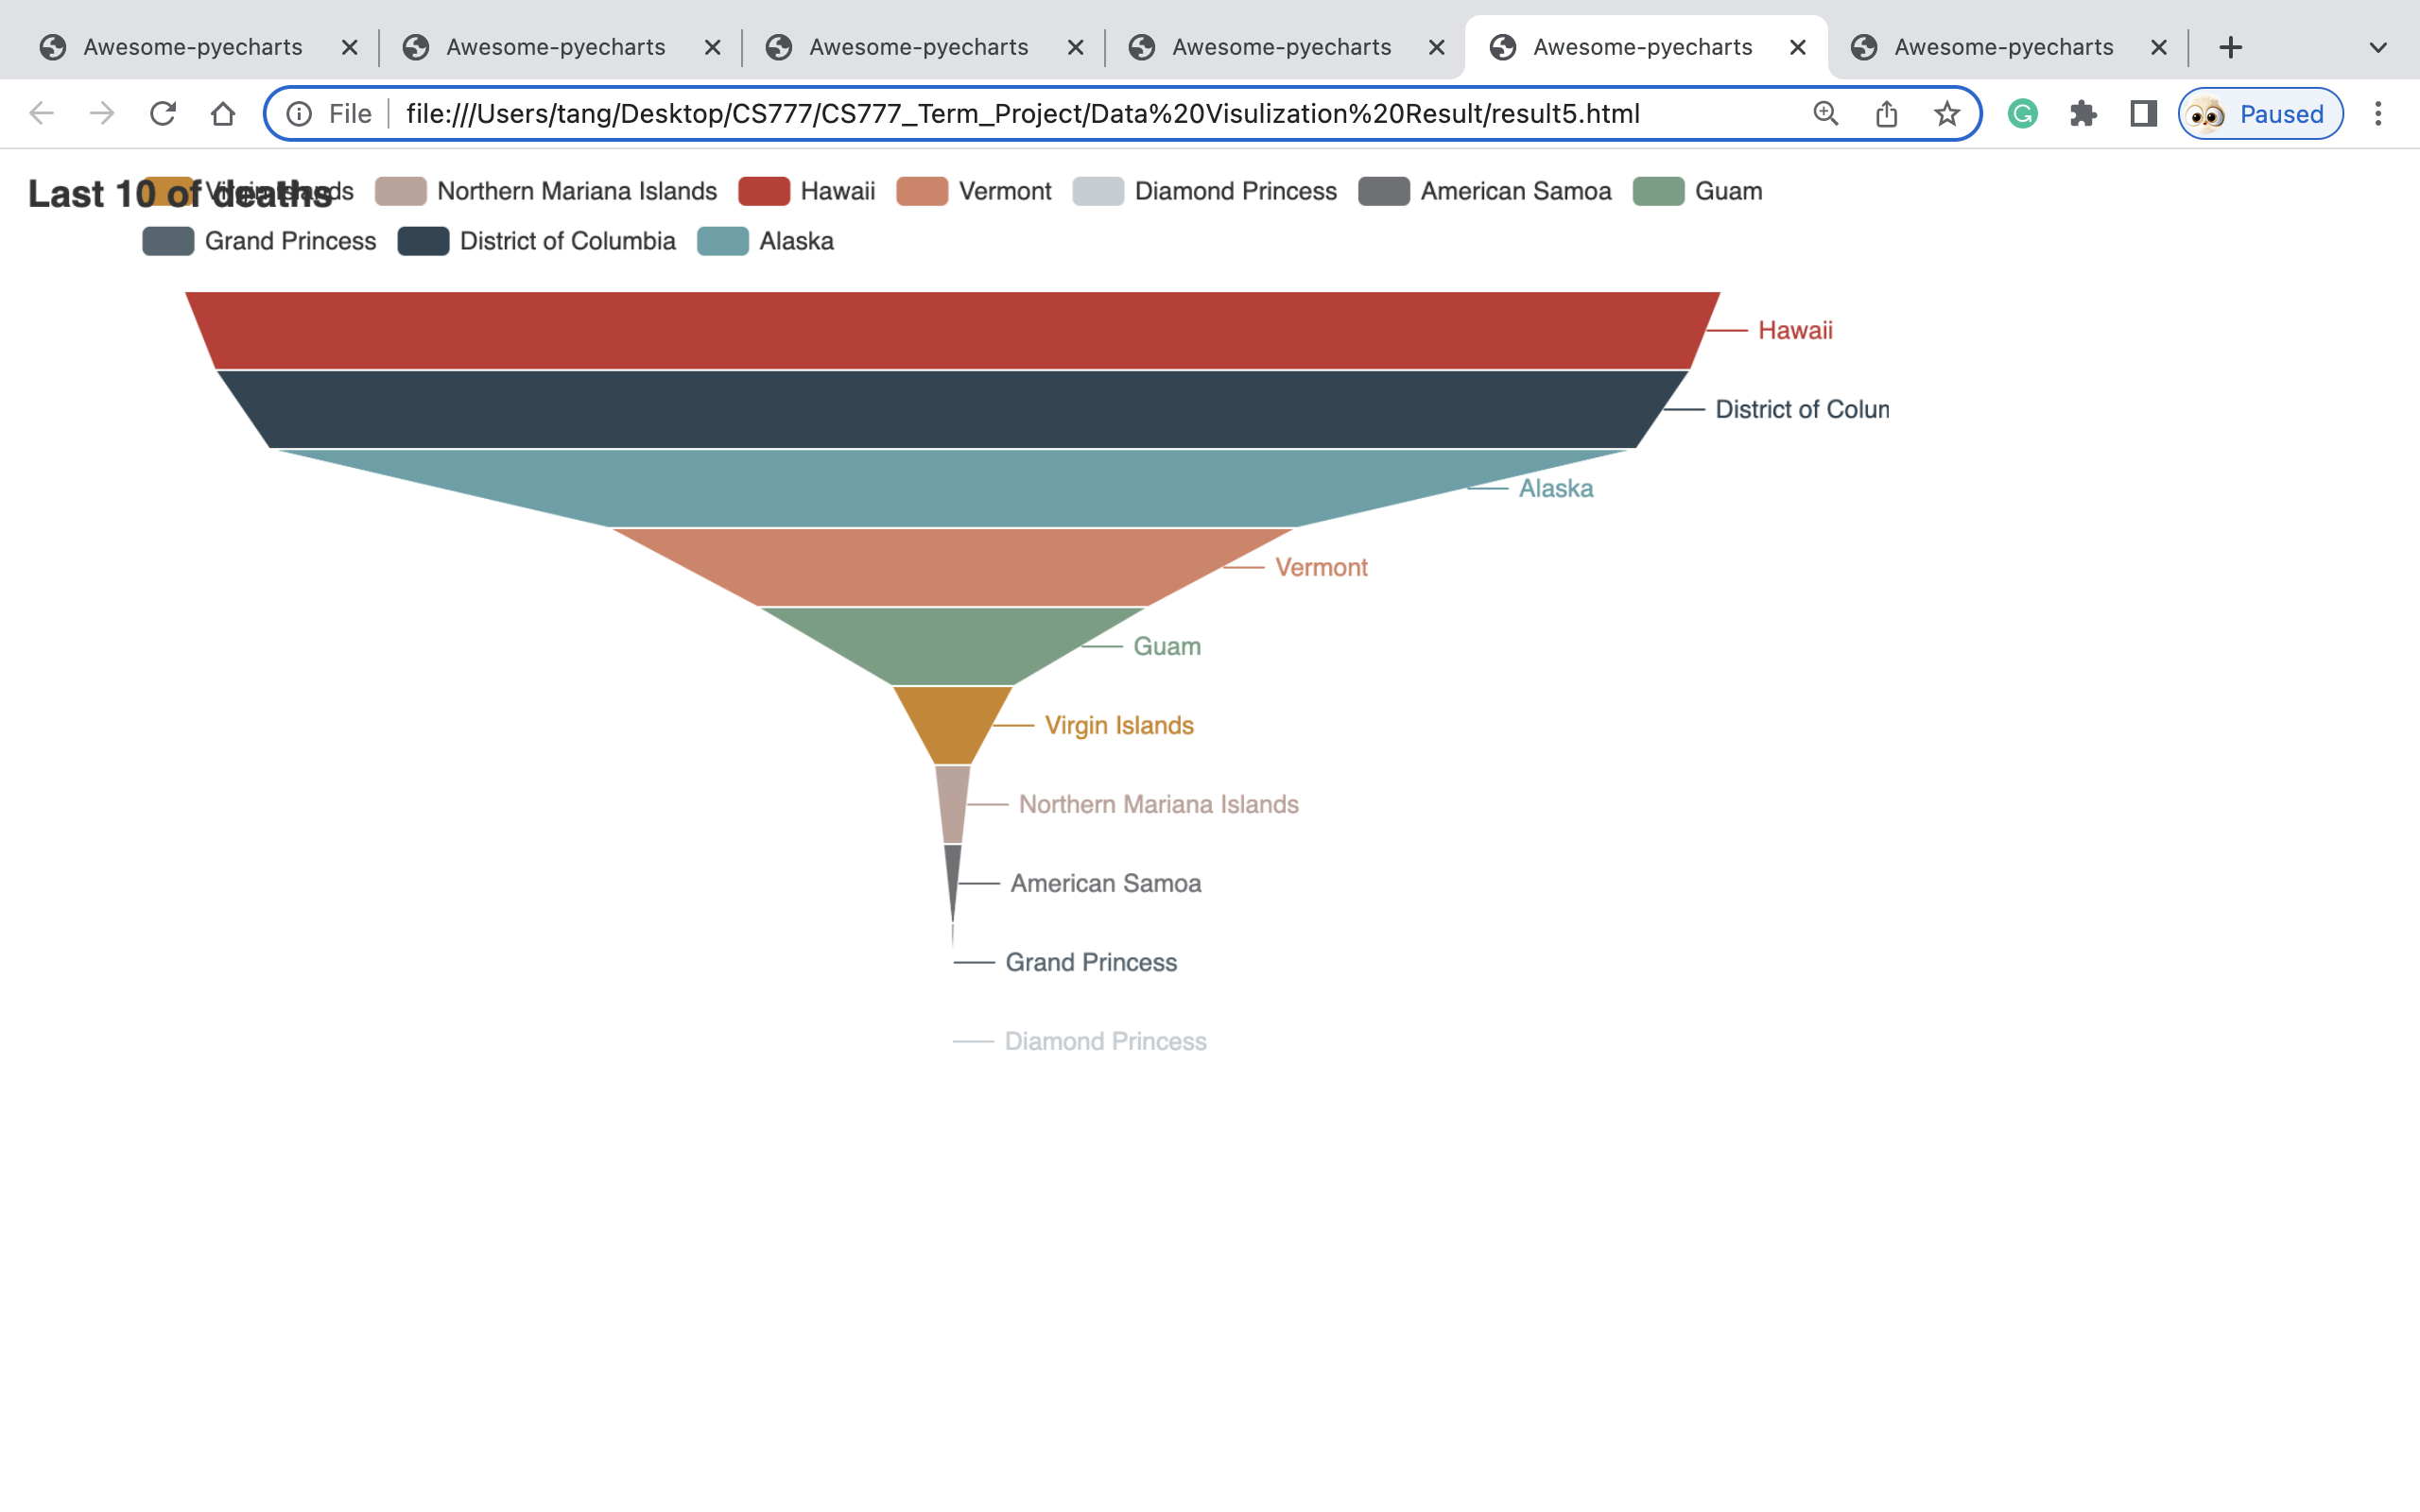 Awesome-pyecharts Awesome-pyecharts Awesome-pyecharts Awesome-pyecharts Awesome-pyecharts Awesome-pyecharts
File file:///Users/tang/Desktop/CS777/CS777_Term_Project/Data%20Visulization%20Result/result5.html Paused
Last 10 of deaths Virgin Islands Northern Mariana Islands Hawaii Vermont Diamond Princess American Samoa Guam
Grand Princess District of Columbia Alaska
Hawaii
District of Colun
Alaska
Vermont
Guam
Virgin Islands
Northern Mariana Islands
American Samoa
Grand Princess
Diamond Princess